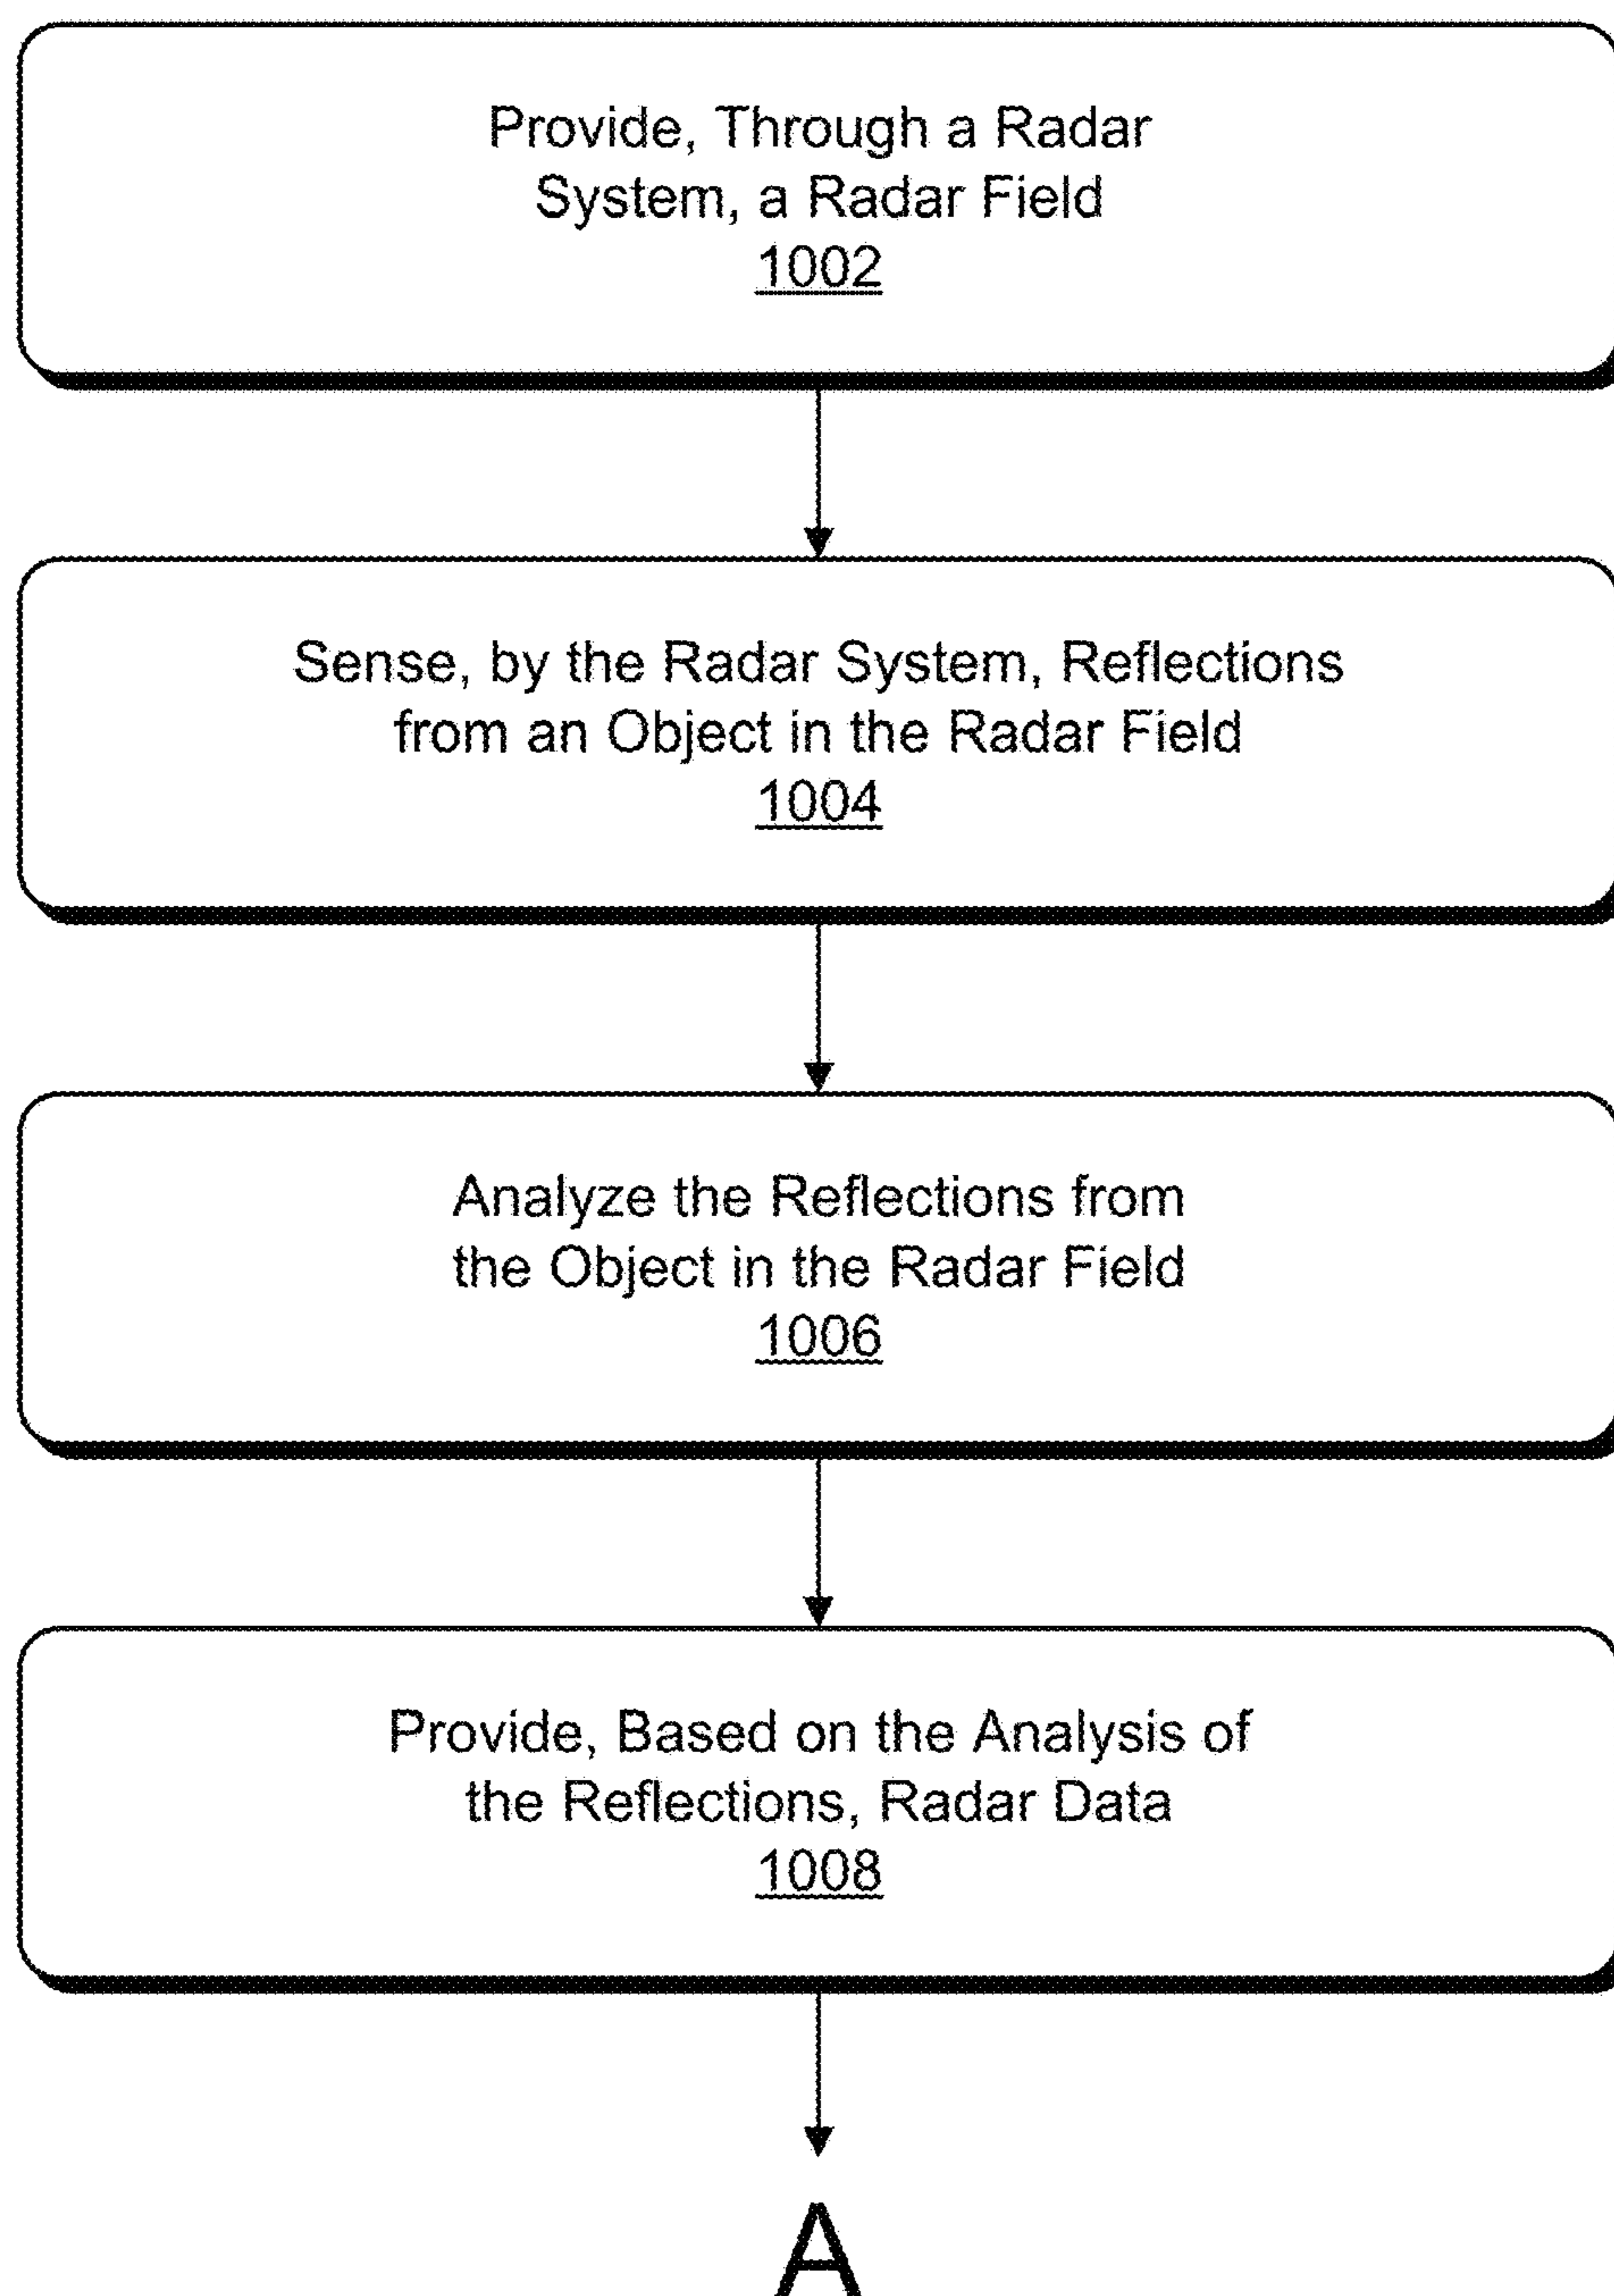 Provide, Through a Radar
System, a Radar Field
1002
Sense, by the Radar System, Reflections
from an Object in the Radar Field
1004
Analyze the Reflections from
the Object in the Radar Field
1006
Provide, Based on the Analysis of
the Reflections, Radar Data
1008
A